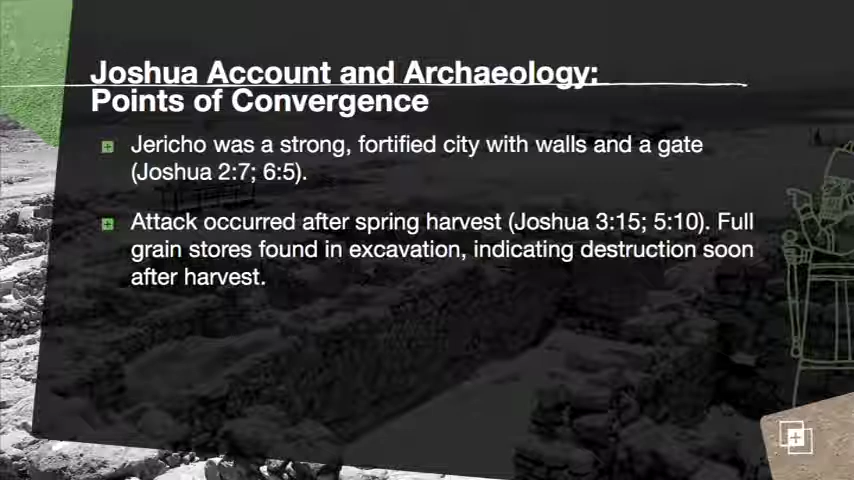 Joshua Account and Archaeology:
Points of Convergence
Jericho was a strong, fortified city with walls and a gate
(Joshua 2:7; 6:5).
Attack occurred after spring harvest (Joshua 3:15; 5:10). Full
grain stores found in excavation, indicating destruction soon
after harvest.